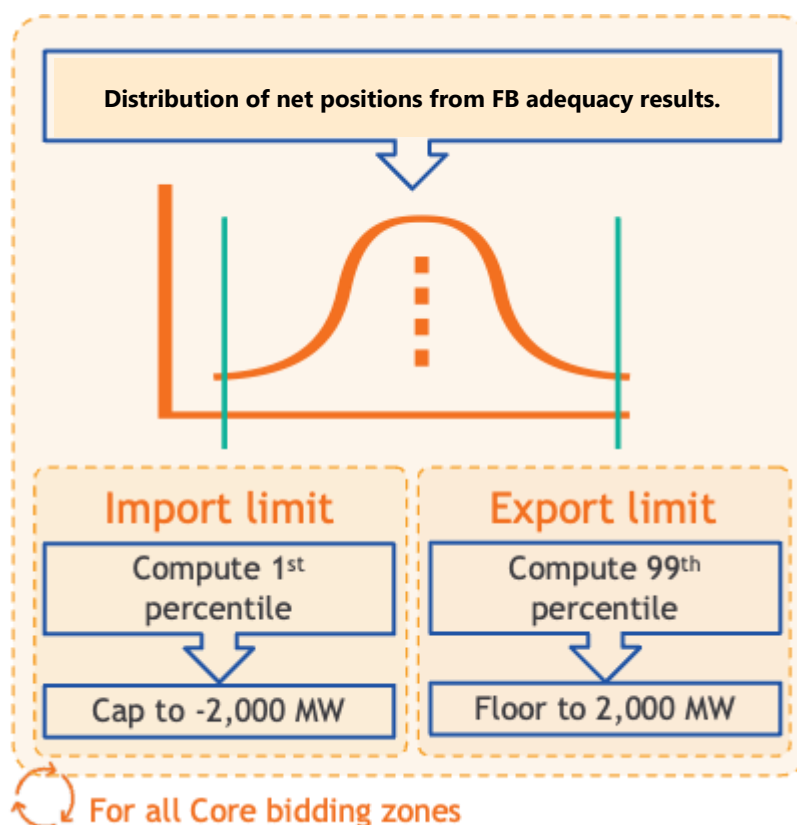 Distribution of net positions from FB adequacy results.
Import limit
Compute 1st
percentile
Cap to -2,000 MW
Export limit
Compute 99th
percentile
Floor to 2,000 MW
For all Core bidding zones